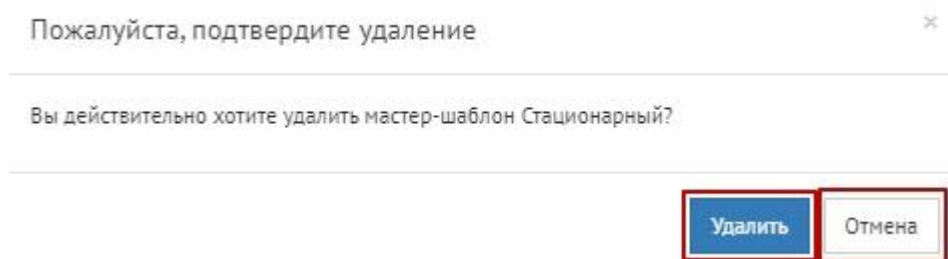 Пожалуйста, подтвердите удаление
×
Вы действительно хотите удалить мастер-шаблон Стационарный?
Удалить Отмена